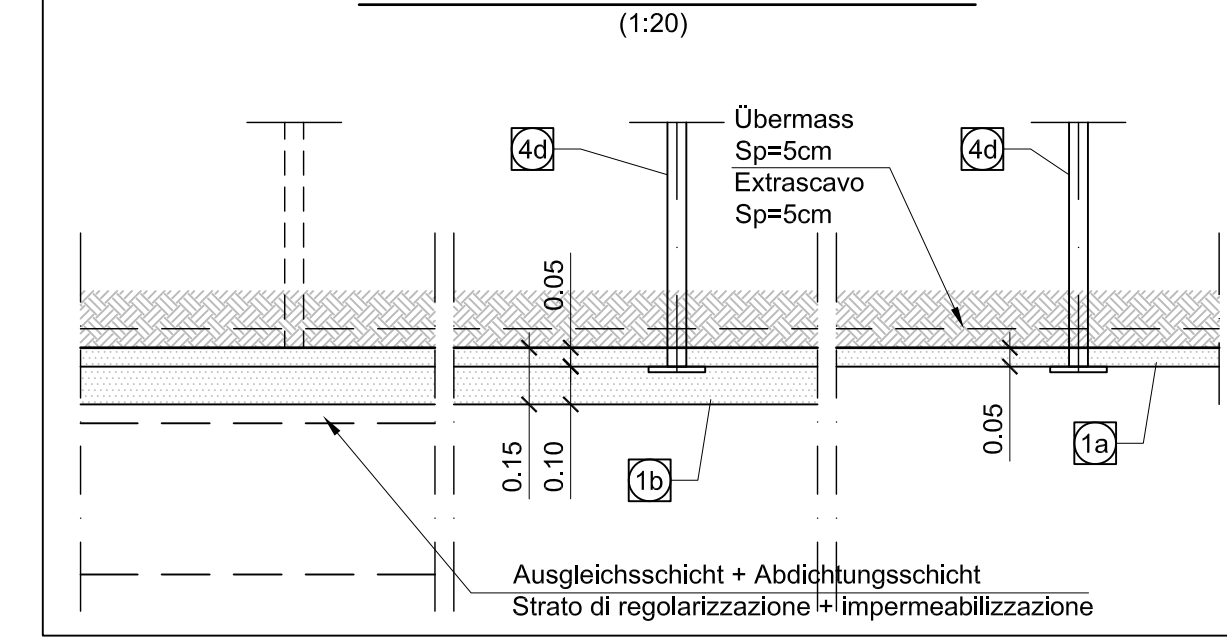 (1:20)
4d
Übermass
Sp=5cm
Extrascavo
Sp=5cm
4d
0.05
0.15
0.10
1b
0.05
1a
Ausgleichsschicht + Abdichtungsschicht
Strato di regolarizzazione + impermeabilizzazione